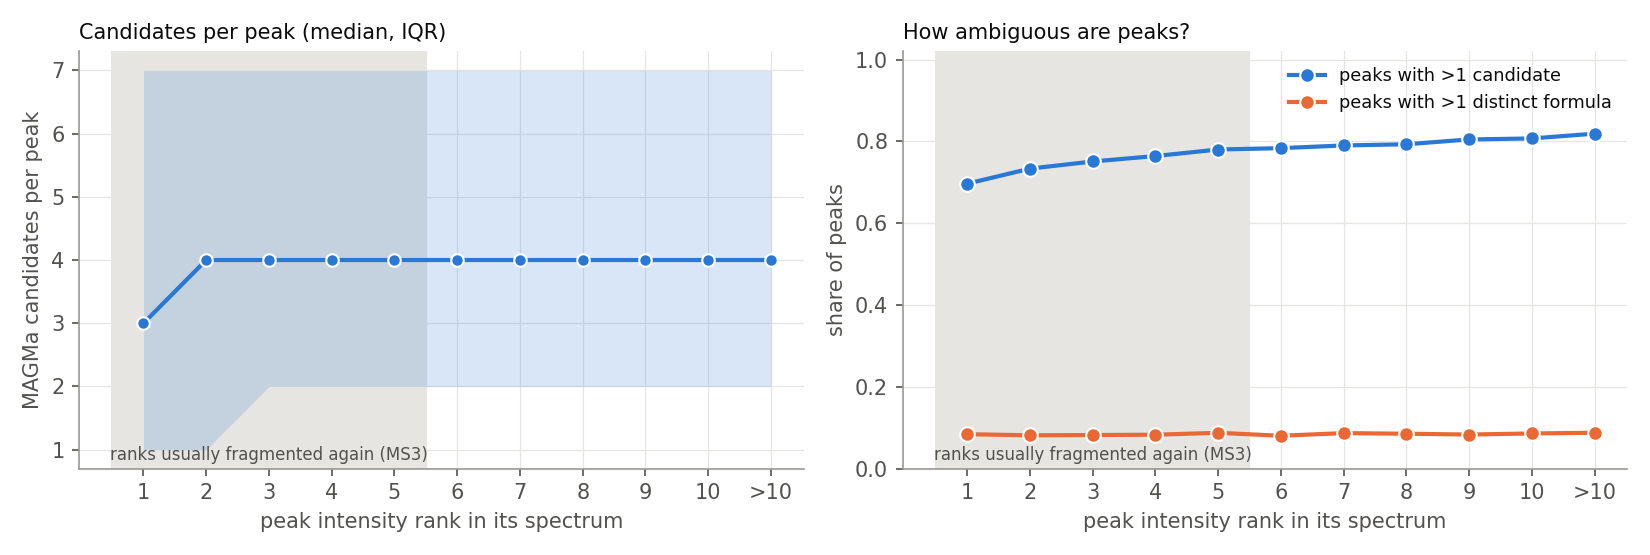 Candidates per peak (median, IQR)
MAGMa candidates per peak
7
6
5
4
3
2
1
ranks usually fragmented again (MS3)
1 2 3 4 5 6 7 8 9 10 >10
peak intensity rank in its spectrum
How ambiguous are peaks?
share of peaks
1.0
0.8
0.6
0.4
0.2
0.0
peaks with >1 candidate
peaks with >1 distinct formula
ranks usually fragmented again (MS3)
1 2 3 4 5 6 7 8 9 10 >10
peak intensity rank in its spectrum